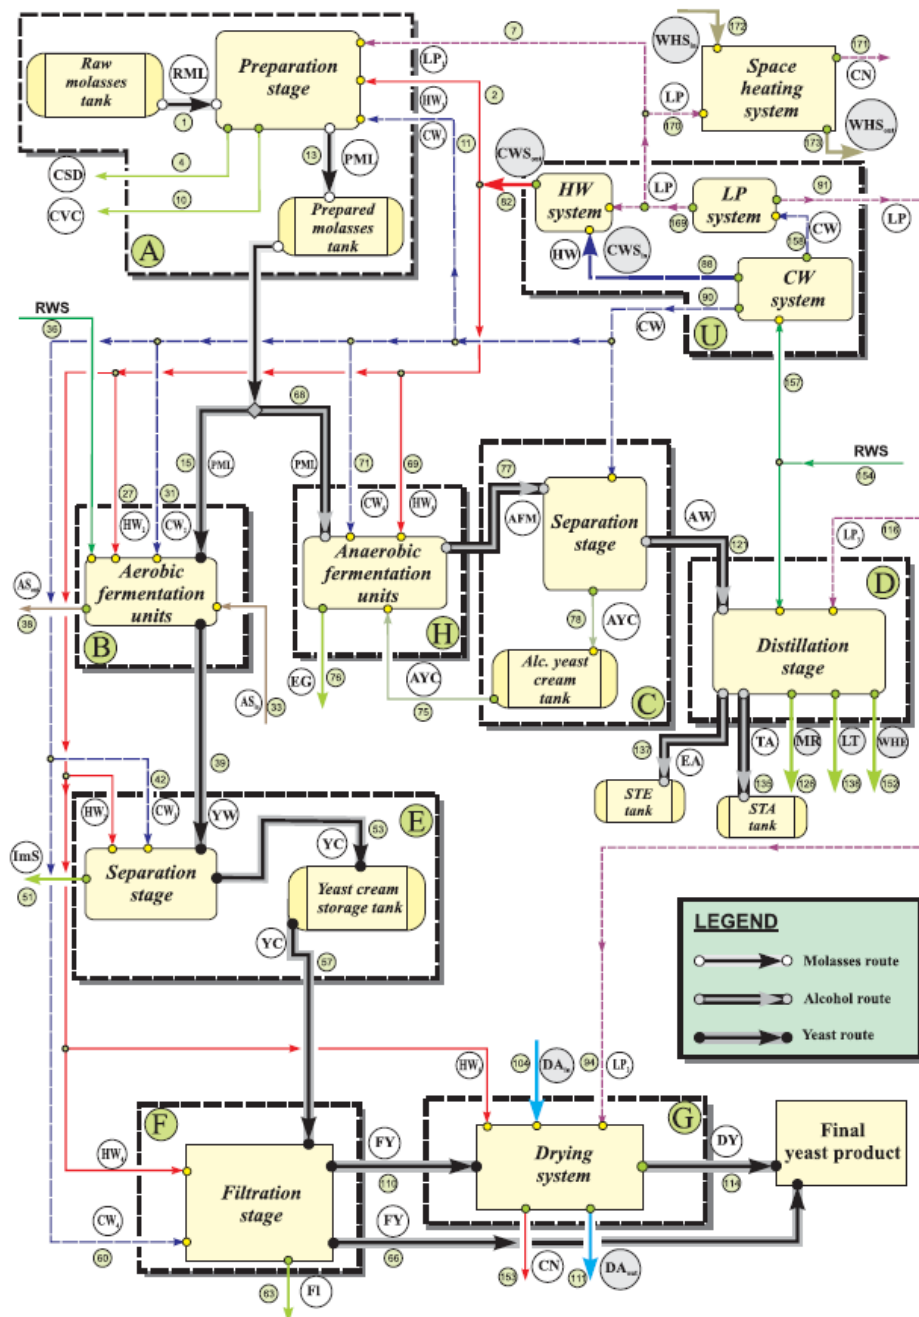 Raw
molasses
tank
RML
1
Preparation
stage
LP1
HW1
CW1
7
2
11
4
10
13
PML
CSD
CVC
Prepared
molasses
tank
A
WHSin
172
171
CN
Space
heating
system
LP
170
173
WHSout
CWSout
82
HW
system
LP
169
LP
system
91
LP
CW
158
HW
CWSin
86
CW
system
90
CW
U
157
RWS
154
RWS
36
68
15
PML
PML
27
HW2
31
CW2
71
CW5
69
HW5
77
AFM
Separation
stage
AW
121
LP3
116
Aerobic
fermentation
units
B
ASout
38
ASin
33
Anaerobic
fermentation
units
H
EG
76
AYC
75
78
AYC
Alc. yeast
cream
tank
C
D
Distillation
stage
137
EA
TA
135
MR
126
LT
138
WHE
152
STE
tank
STA
tank
39
42
HW3
CW3
YW
E
53
YC
ImS
51
Separation
stage
Yeast cream
storage tank
YC
57
LEGEND
Molasses route
Alcohol route
Yeast route
104
DAin
94
LP2
F
G
HW4
CW4
60
Filtration
stage
FY
110
FY
66
Drying
system
DY
114
Final
yeast product
63
FI
153
CN
111
DAout